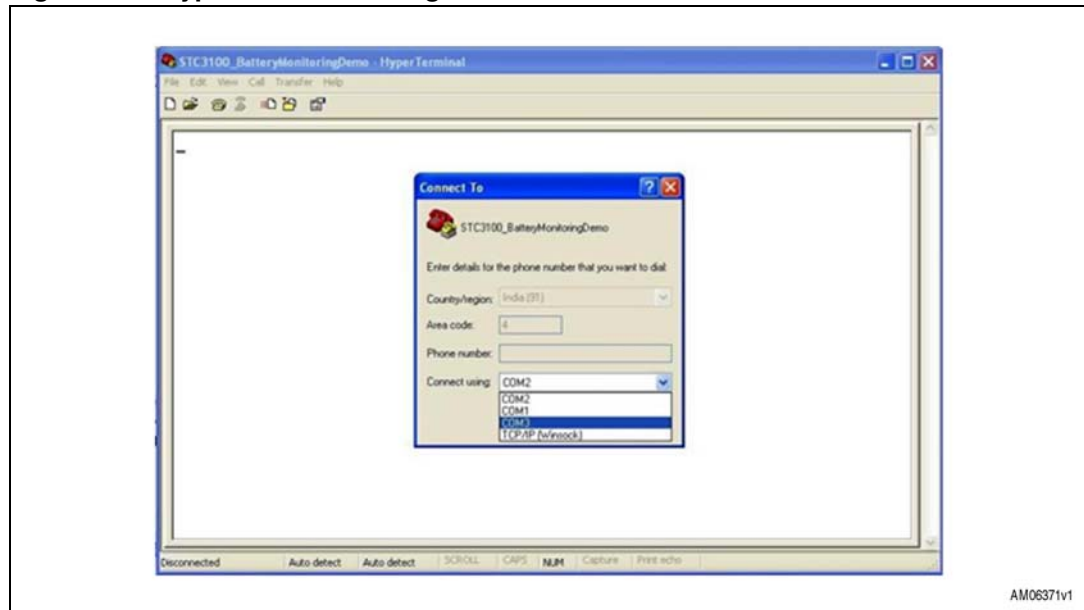 STC3100_BatteryMonitoringDemo - HyperTerminal
File Edit View Call Transfer Help
Connect To
STC3100_BatteryMonitoringDemo
Enter details for the phone number that you want to dial:
Country/region: India (91)
Area code: 4
Phone number:
Connect using: COM2
COM2
COM1
COM3
TCP/IP (Winsock)
Disconnected Auto detect Auto detect SCROLL CAPS NUM Capture Print echo
AM06371v1